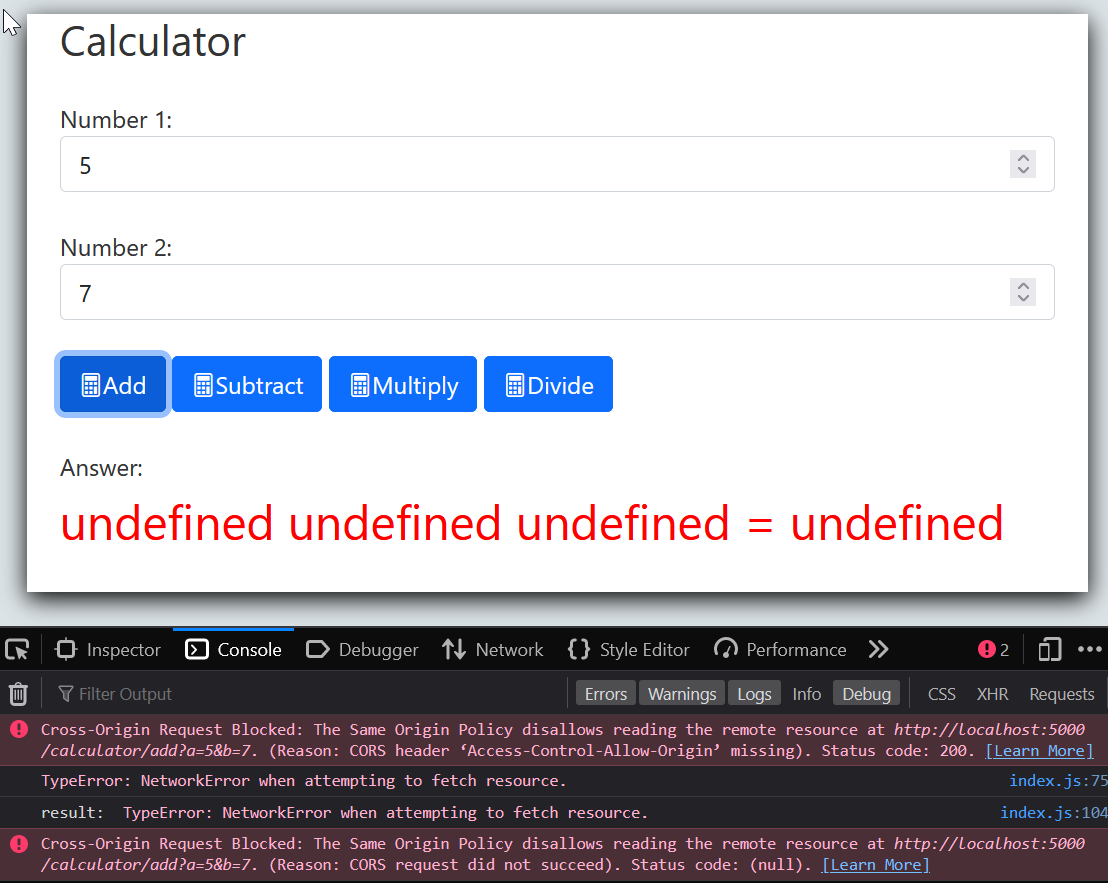 Calculator
Number 1:
5
Number 2:
7
Add Subtract Multiply Divide
Answer:
undefined undefined undefined = undefined
Inspector Console Debugger Network Style Editor Performance 2
Filter Output Errors Warnings Logs Info Debug CSS XHR Requests
Cross-Origin Request Blocked: The Same Origin Policy disallows reading the remote resource at http://localhost:5000
/calculator/add?a=5&b=7. (Reason: CORS header ‘Access-Control-Allow-Origin’ missing). Status code: 200. [Learn More]
TypeError: NetworkError when attempting to fetch resource. index.js:75
result: TypeError: NetworkError when attempting to fetch resource. index.js:104
Cross-Origin Request Blocked: The Same Origin Policy disallows reading the remote resource at http://localhost:5000
/calculator/add?a=5&b=7. (Reason: CORS request did not succeed). Status code: (null). [Learn More]